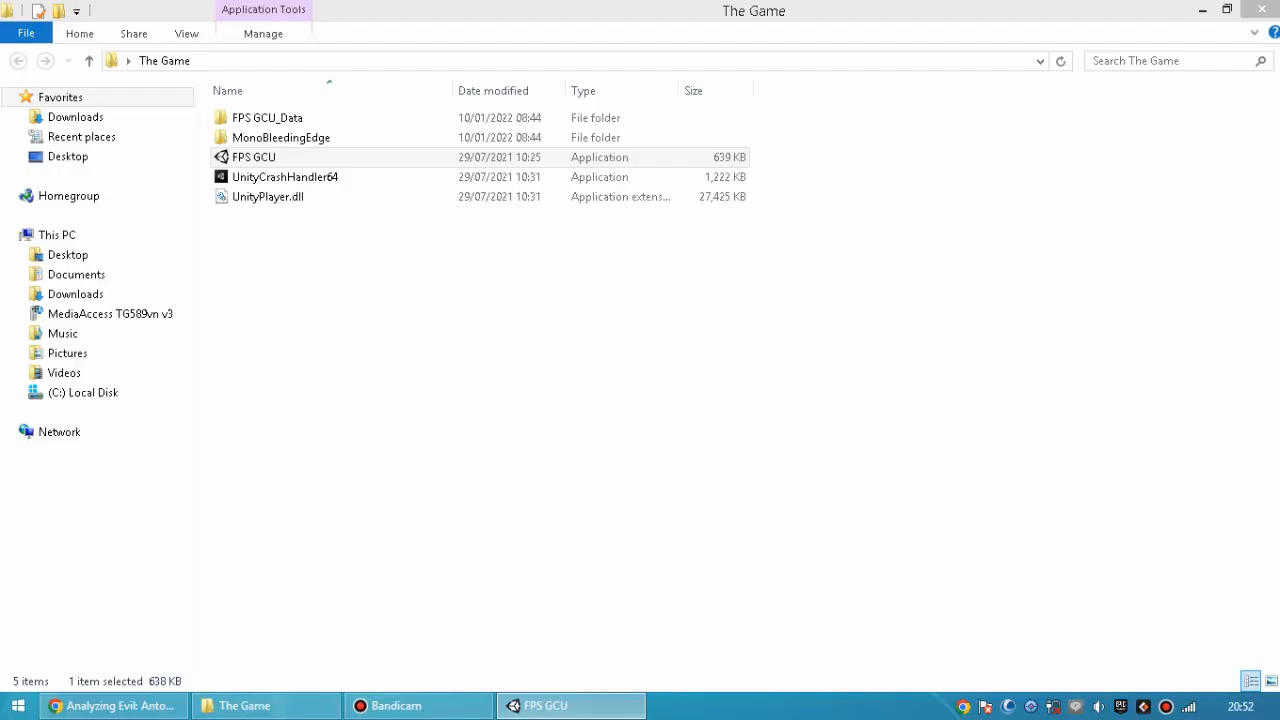 Application Tools
The Game
File
Home
Share
View
Manage
The Game
Search The Game
Name
Date modified
Type
Size
Favorites
Downloads
Recent places
Desktop
Homegroup
This PC
Desktop
Documents
Downloads
MediaAccess TG589vn v3
Music
Pictures
Videos
(C:) Local Disk
Network
FPS GCU_Data 10/01/2022 08:44 File folder
MonoBleedingEdge 10/01/2022 08:44 File folder
FPS GCU 29/07/2021 10:25 Application 639 KB
UnityCrashHandler64 29/07/2021 10:31 Application 1,222 KB
UnityPlayer.dll 29/07/2021 10:31 Application extens... 27,425 KB
5 items 1 item selected 638 KB
Analyzing Evil: Anto...
The Game
Bandicam
FPS GCU
20:52